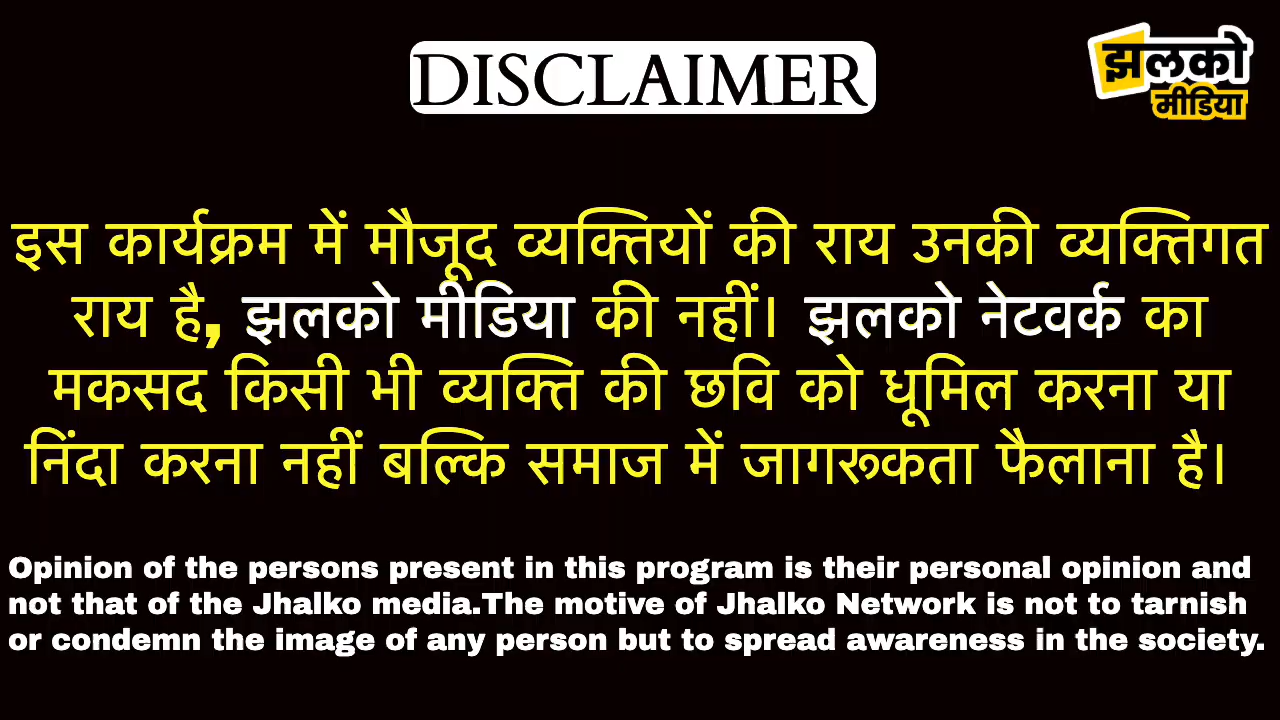 DISCLAIMER
झलको
मीडिया
इस कार्यक्रम में मौजूद व्यक्तियों की राय उनकी व्यक्तिगत
राय है, झलको मीडिया की नहीं। झलको नेटवर्क का
मकसद किसी भी व्यक्ति की छवि को धूमिल करना या
निंदा करना नहीं बल्कि समाज में जागरूकता फैलाना है।
Opinion of the persons present in this program is their personal opinion and
not that of the Jhalko media.The motive of Jhalko Network is not to tarnish
or condemn the image of any person but to spread awareness in the society.